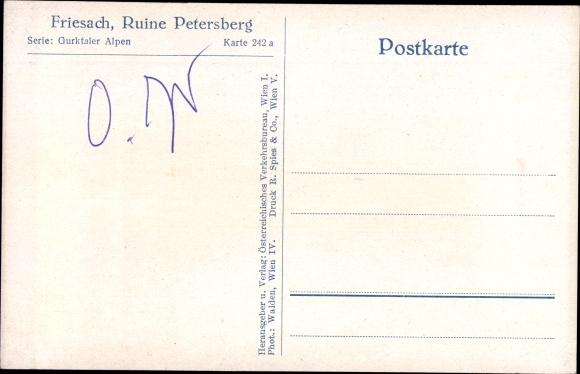 Friesach, Ruine Petersberg
Serie: Gurktaler Alpen Karte 242 a
Postkarte
Herausgeber u. Verlag: Österreichisches Verkehrsbureau, Wien I.
Phot.: Walden, Wien IV. Druck R. Spies & Co., Wien V.